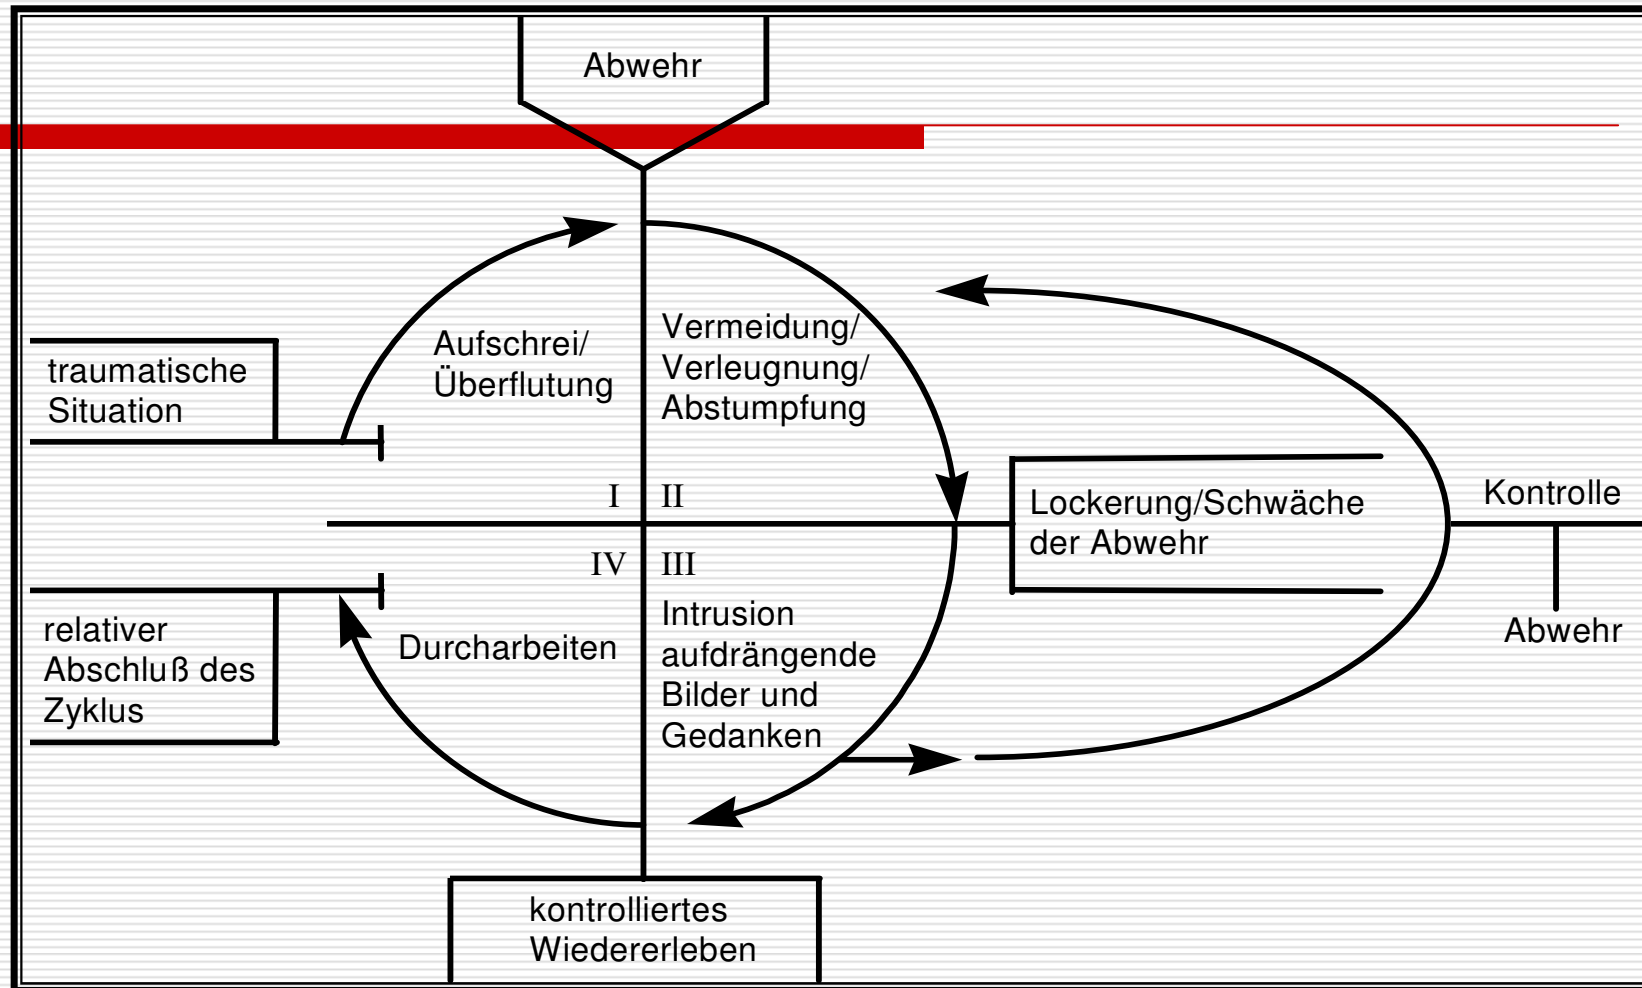 Abwehr
Aufschrei/
Überflutung
Vermeidung/
Verleugnung/
Abstumpfung
traumatische
Situation
I
II
Lockerung/Schwäche
der Abwehr
Kontrolle
Abwehr
IV
III
relativer
Abschluß des
Zyklus
Durcharbeiten
Intrusion
aufdrängende
Bilder und
Gedanken
kontrolliertes
Wiedererleben